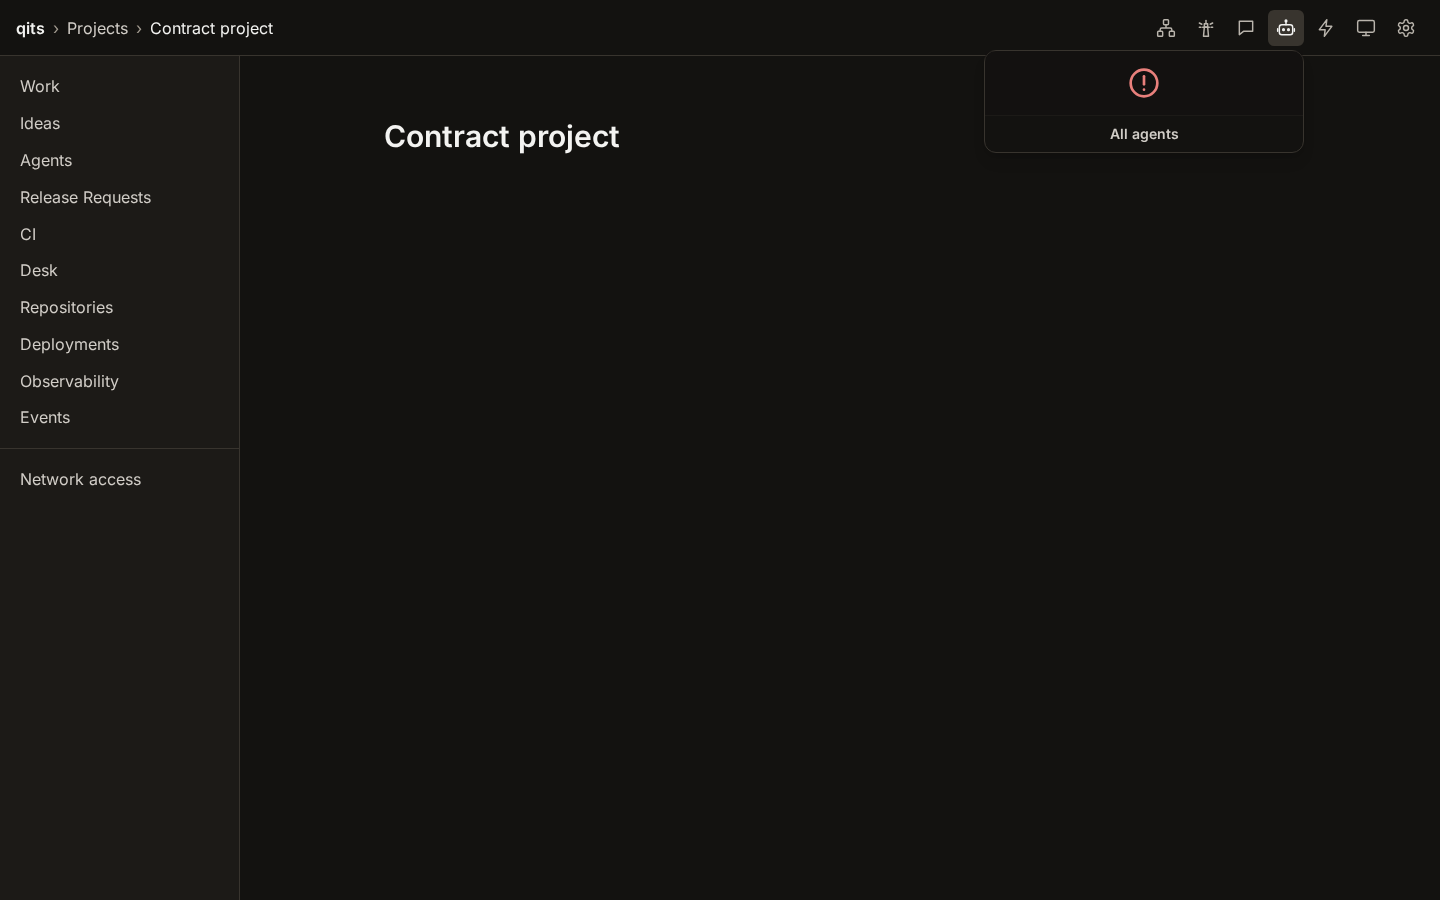 qits › Projects › Contract project
All agents
Work
Ideas
Agents
Release Requests
CI
Desk
Repositories
Deployments
Observability
Events
Network access
Contract project